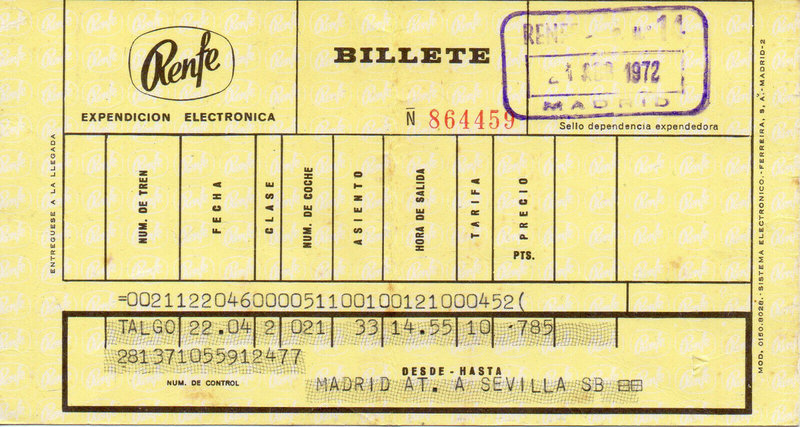 Renfe
BILLETE
EXPEDICION ELECTRONICA
N̄ 864459
RENFE
11
21 1972
MADRID
Sello dependencia expendedora
ENTREGUESE A LA LLEGADA
NUM. DE TREN
FECHA
CLASE
NUM. DE COCHE
ASIENTO
HORA DE SALIDA
TARIFA
PRECIO
PTS.
=002112204600005110010012100045​2(
TALGO 22.04 2 021 33 14.55 10 ·785
281371055912477
NUM. DE CONTROL
DESDE-HASTA
MADRID AT. A SEVILLA SB
MOD. 0150.8028.-SISTEMA ELECTRONICO.-FERREIRA, S. A.-MADRID-2